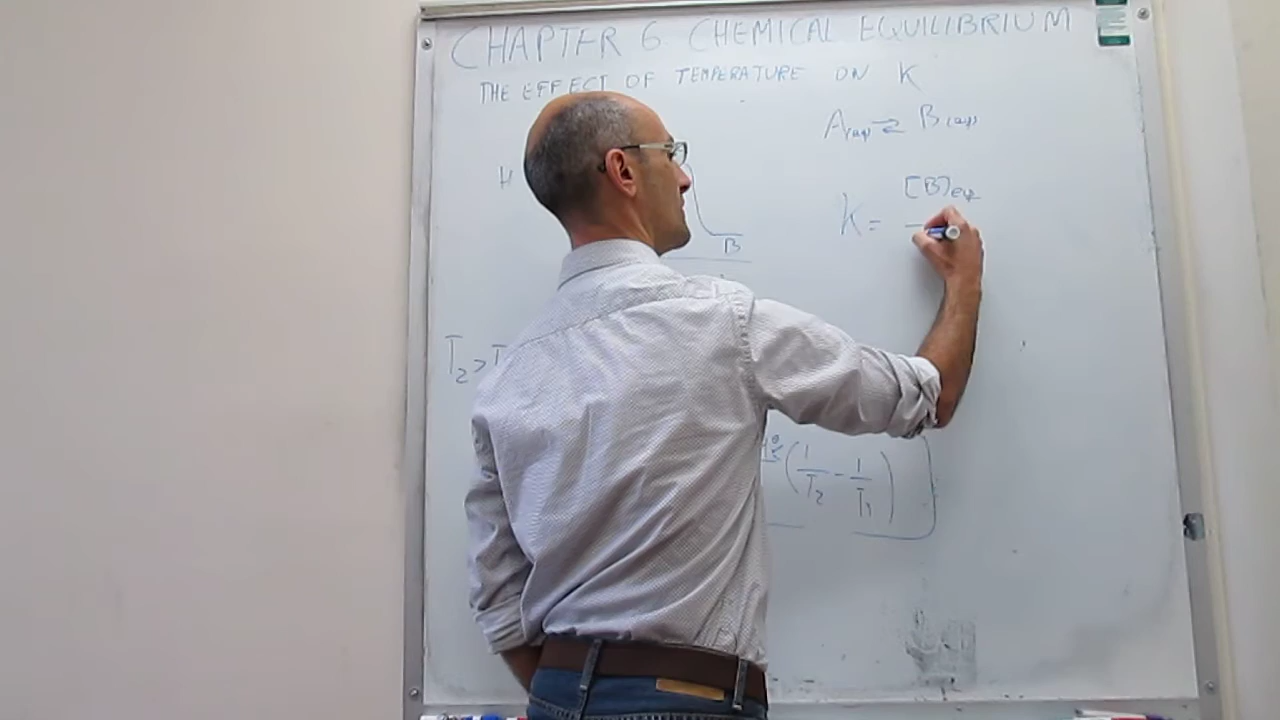 CHAPTER 6 CHEMICAL EQUILIBRIUM
THE EFFECT OF TEMPERATURE ON K
A(aq) ⇄ B(aq)
H
[B]eq
K =
B
T2 >
(1/T2 - 1/T1)